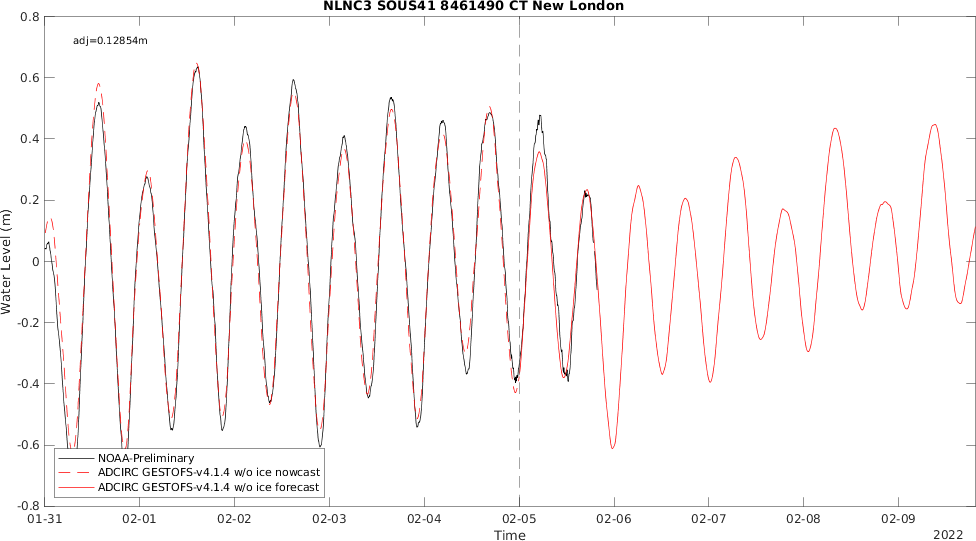 NLNC3 SOUS41 8461490 CT New London
adj=0.12854m
0.8
0.6
0.4
0.2
0
-0.2
-0.4
-0.6
-0.8
Water Level (m)
NOAA-Preliminary
ADCIRC GESTOFS-v4.1.4 w/o ice nowcast
ADCIRC GESTOFS-v4.1.4 w/o ice forecast
01-31 02-01 02-02 02-03 02-04 02-05 02-06 02-07 02-08 02-09
Time
2022